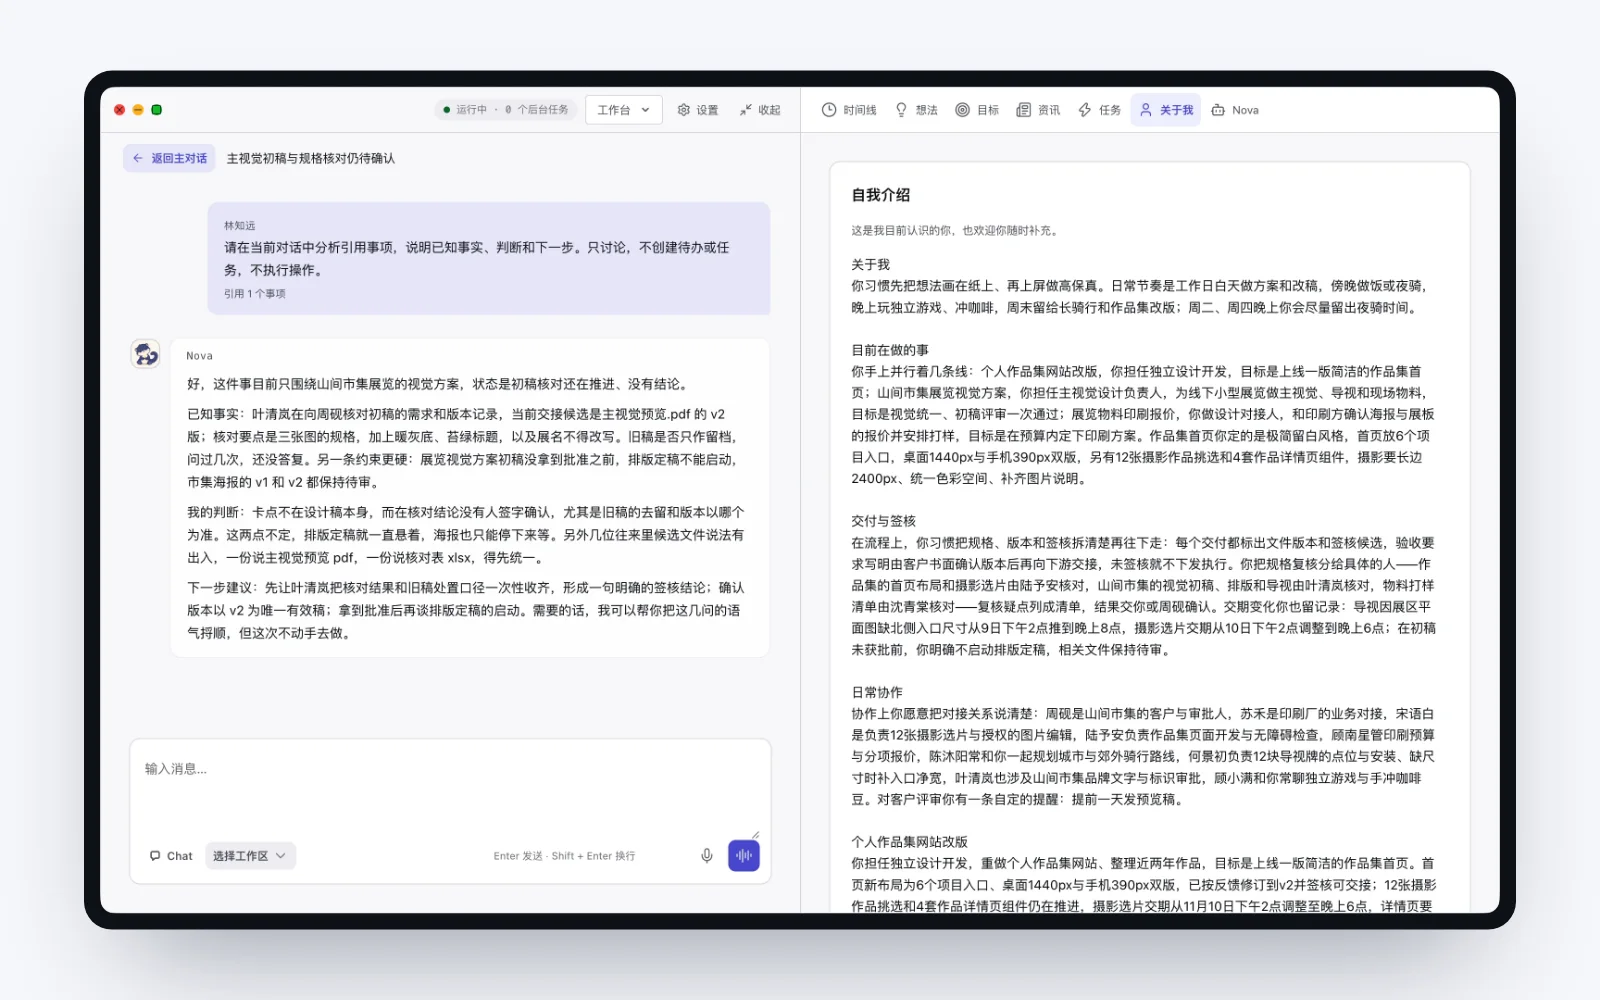 运行中 · 0 个后台任务
工作台
设置
收起
时间线
想法
目标
资讯
任务
关于我
Nova
返回主对话
主视觉初稿与规格核对仍待确认
林知远
请在当前对话中分析引用事项，说明已知事实、判断和下一步。只讨论，不创建待办或任
务，不执行操作。
引用 1 个事项
Nova
好，这件事目前只围绕山间市集展览的视觉方案，状态是初稿核对还在推进、没有结论。
已知事实：叶清岚在向周砚核对初稿的需求和版本记录，当前交接候选是主视觉预览.pdf 的 v2
版；核对要点是三张图的规格，加上暖灰底、苔绿标题，以及展名不得改写。旧稿是否只作留档，
问过几次，还没答复。另一条约束更硬：展览视觉方案初稿没拿到批准之前，排版定稿不能启动，
市集海报的 v1 和 v2 都保持待审。
我的判断：卡点不在设计稿本身，而在核对结论没有人签字确认，尤其是旧稿的去留和版本以哪个
为准。这两点不定，排版定稿就一直悬着，海报也只能停下来等。另外几位往来里候选文件说法有
出入，一份说主视觉预览 pdf，一份说核对表 xlsx，得先统一。
下一步建议：先让叶清岚把核对结果和旧稿处置口径一次性收齐，形成一句明确的签核结论；确认
版本以 v2 为唯一有效稿；拿到批准后再谈排版定稿的启动。需要的话，我可以帮你把这几问的语
气捋顺，但这次不动手去做。
输入消息...
Chat
选择工作区
Enter 发送 · Shift + Enter 换行
自我介绍
这是我目前认识的你，也欢迎你随时补充。
关于我
你习惯先把想法画在纸上、再上屏做高保真。日常节奏是工作日白天做方案和改稿，傍晚做饭或夜骑，
晚上玩独立游戏、冲咖啡，周末留给长骑行和作品集改版；周二、周四晚上你会尽量留出夜骑时间。
目前在做的事
你手上并行着几条线：个人作品集网站改版，你担任独立设计开发，目标是上线一版简洁的作品集首
页；山间市集展览视觉方案，你担任主视觉设计负责人，为线下小型展览做主视觉、导视和现场物料，
目标是视觉统一、初稿评审一次通过；展览物料印刷报价，你做设计对接人，和印刷方确认海报与展板
的报价并安排打样，目标是在预算内定下印刷方案。作品集首页你定的是极简留白风格，首页放6个项
目入口，桌面1440px与手机390px双版，另有12张摄影作品挑选和4套作品详情页组件，摄影要长边
2400px、统一色彩空间、补齐图片说明。
交付与签核
在流程上，你习惯把规格、版本和签核拆清楚再往下走：每个交付都标出文件版本和签核候选，验收要
求写明由客户书面确认版本后再向下游交接，未签核就不下发执行。你把规格复核分给具体的人——作
品集的首页布局和摄影选片由陆予安核对，山间市集的视觉初稿、排版和导视由叶清岚核对，物料打样
清单由沈青棠核对——复核疑点列成清单，结果交你或周砚确认。交期变化你也留记录：导视因展区平
面图缺北侧入口尺寸从9日下午2点推到晚上8点，摄影选片交期从10日下午2点调整到晚上6点；在初稿
未获批前，你明确不启动排版定稿，相关文件保持待审。
日常协作
协作上你愿意把对接关系说清楚：周砚是山间市集的客户与审批人，苏禾是印刷厂的业务对接，宋语白
是负责12张摄影选片与授权的图片编辑，陆予安负责作品集页面开发与无障碍检查，顾南星管印刷预算
与分项报价，陈沐阳常和你一起规划城市与郊外骑行路线，何景初负责12块导视牌的点位与安装、缺尺
寸时补入口净宽，叶清岚也涉及山间市集品牌文字与标识审批，顾小满和你常聊独立游戏与手冲咖啡
豆。对客户评审你有一条自定的提醒：提前一天发预览稿。
个人作品集网站改版
你担任独立设计开发，重做个人作品集网站、整理近两年作品，目标是上线一版简洁的作品集首页。首
页新布局为6个项目入口、桌面1440px与手机390px双版，已按反馈修订到v2并签核可交接；12张摄影
作品挑选和4套作品详情页组件仍在推进，摄影选片交期从11月10日下午2点调整至晚上6点，详情页要